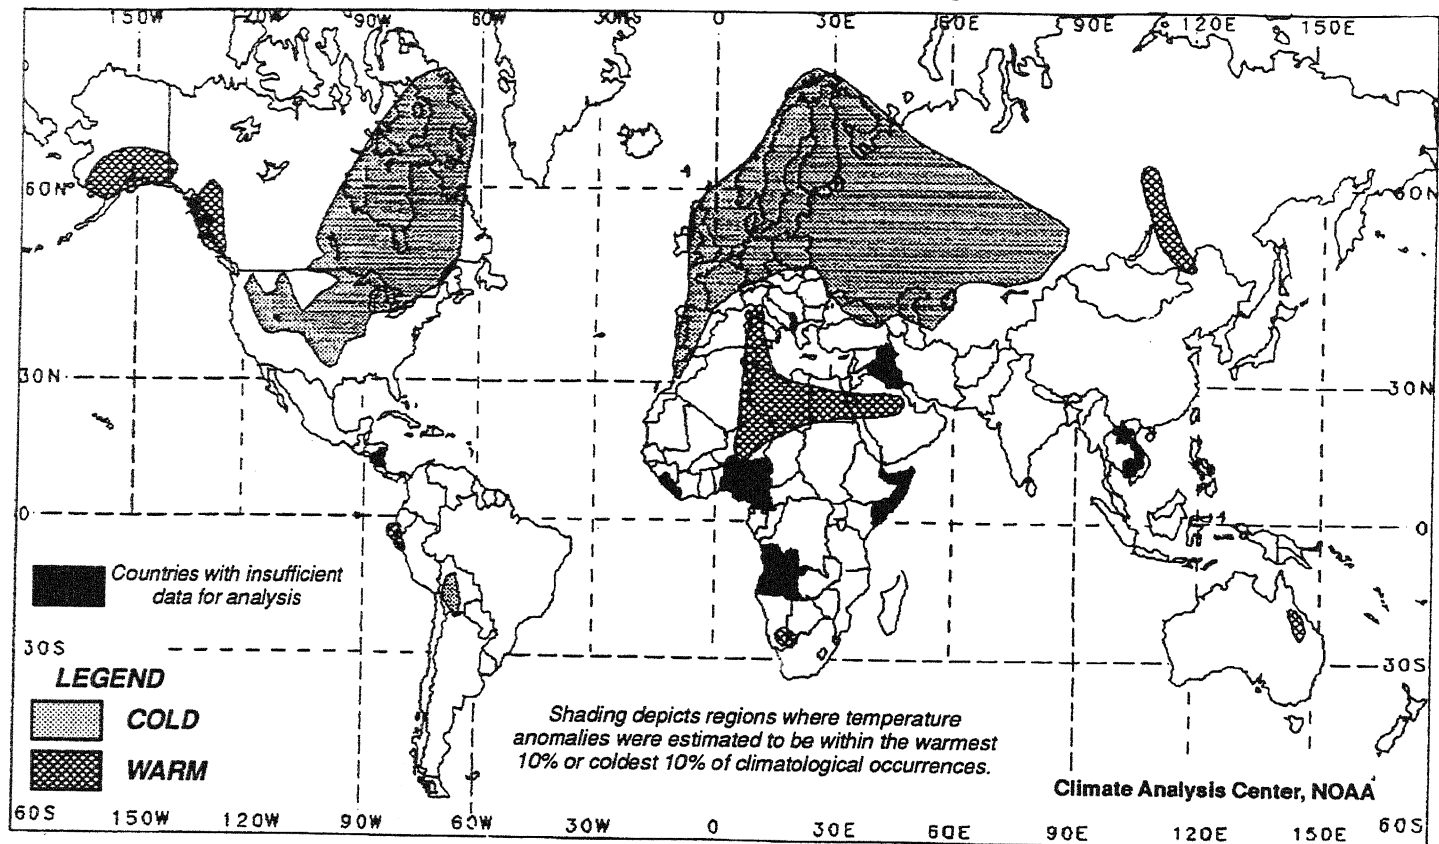 150W 120W 90W 60W 30W 0 30E 60E 90E 120E 150E
60N 60N
30N 30N
0 0
Countries with insufficient
data for analysis
30S 30S
LEGEND
COLD
WARM
Shading depicts regions where temperature
anomalies were estimated to be within the warmest
10% or coldest 10% of climatological occurrences.
Climate Analysis Center, NOAA
60S 150W 120W 90W 60W 30W 0 30E 60E 90E 120E 150E 60S